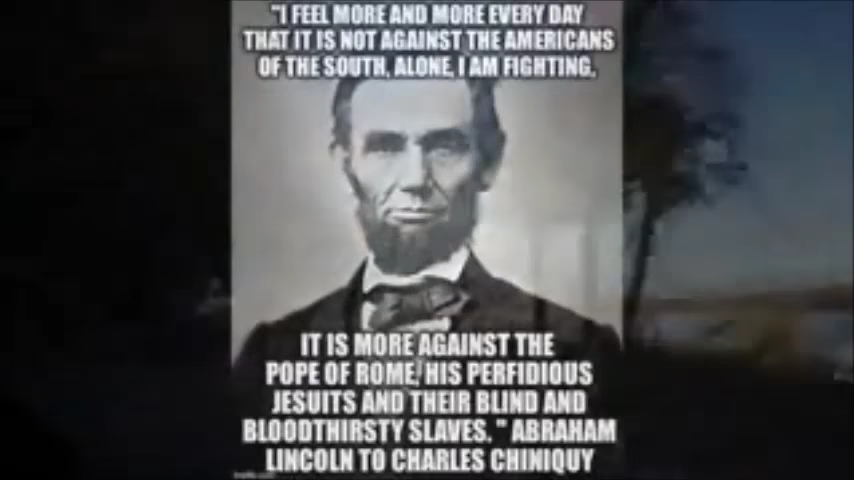 "I FEEL MORE AND MORE EVERY DAY
THAT IT IS NOT AGAINST THE AMERICANS
OF THE SOUTH, ALONE, I AM FIGHTING.
IT IS MORE AGAINST THE
POPE OF ROME, HIS PERFIDIOUS
JESUITS AND THEIR BLIND AND
BLOODTHIRSTY SLAVES." ABRAHAM
LINCOLN TO CHARLES CHINIQUY